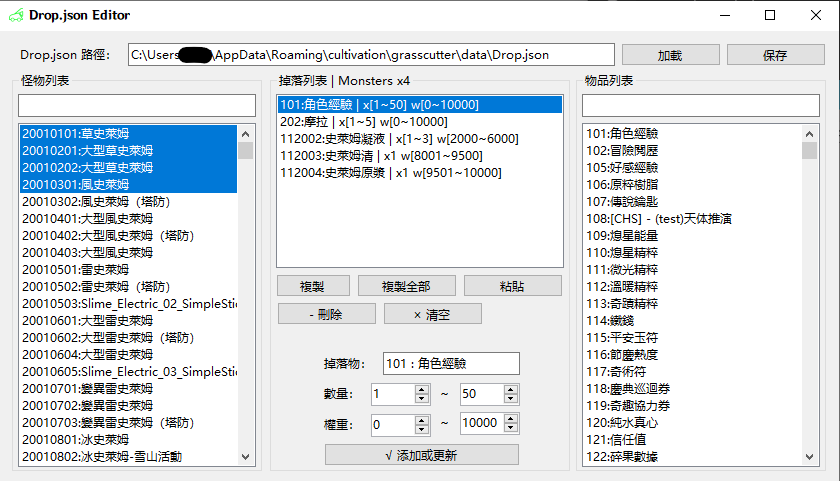 Drop.json Editor
Drop.json 路徑:
C:\Users\AppData\Roaming\cultivation\grasscutter\data\Drop.json
加載
保存
怪物列表
20010101:草史萊姆
20010201:大型草史萊姆
20010202:大型草史萊姆
20010301:風史萊姆
20010302:風史萊姆（塔防）
20010401:大型風史萊姆
20010402:大型風史萊姆（塔防）
20010403:大型風史萊姆
20010501:雷史萊姆
20010502:雷史萊姆（塔防）
20010503:Slime_Electric_02_SimpleStic
20010601:大型雷史萊姆
20010602:大型雷史萊姆（塔防）
20010604:大型雷史萊姆
20010605:Slime_Electric_03_SimpleStic
20010701:變異雷史萊姆
20010702:變異雷史萊姆
20010703:變異雷史萊姆（塔防）
20010801:冰史萊姆
20010802:冰史萊姆-雪山活動
掉落列表 | Monsters x4
101:角色經驗 | x[1~50] w[0~10000]
202:摩拉 | x[1~5] w[0~10000]
112002:史萊姆凝液 | x[1~3] w[2000~6000]
112003:史萊姆清 | x1 w[8001~9500]
112004:史萊姆原漿 | x1 w[9501~10000]
複製
複製全部
粘貼
- 刪除
× 清空
掉落物:
101 : 角色經驗
數量:
1
~
50
權重:
0
~
10000
√ 添加或更新
物品列表
101:角色經驗
102:冒險閱歷
105:好感經驗
106:原粹樹脂
107:傳說鑰匙
108:[CHS] - (test)天体推演
109:熄星能量
110:熄星精粹
111:微光精粹
112:溫暖精粹
113:奇蹟精粹
114:鐵錢
115:平安玉符
116:節慶熱度
117:奇術符
118:慶典巡迴券
119:奇趣協力券
120:純水真心
121:信任值
122:碎果數據